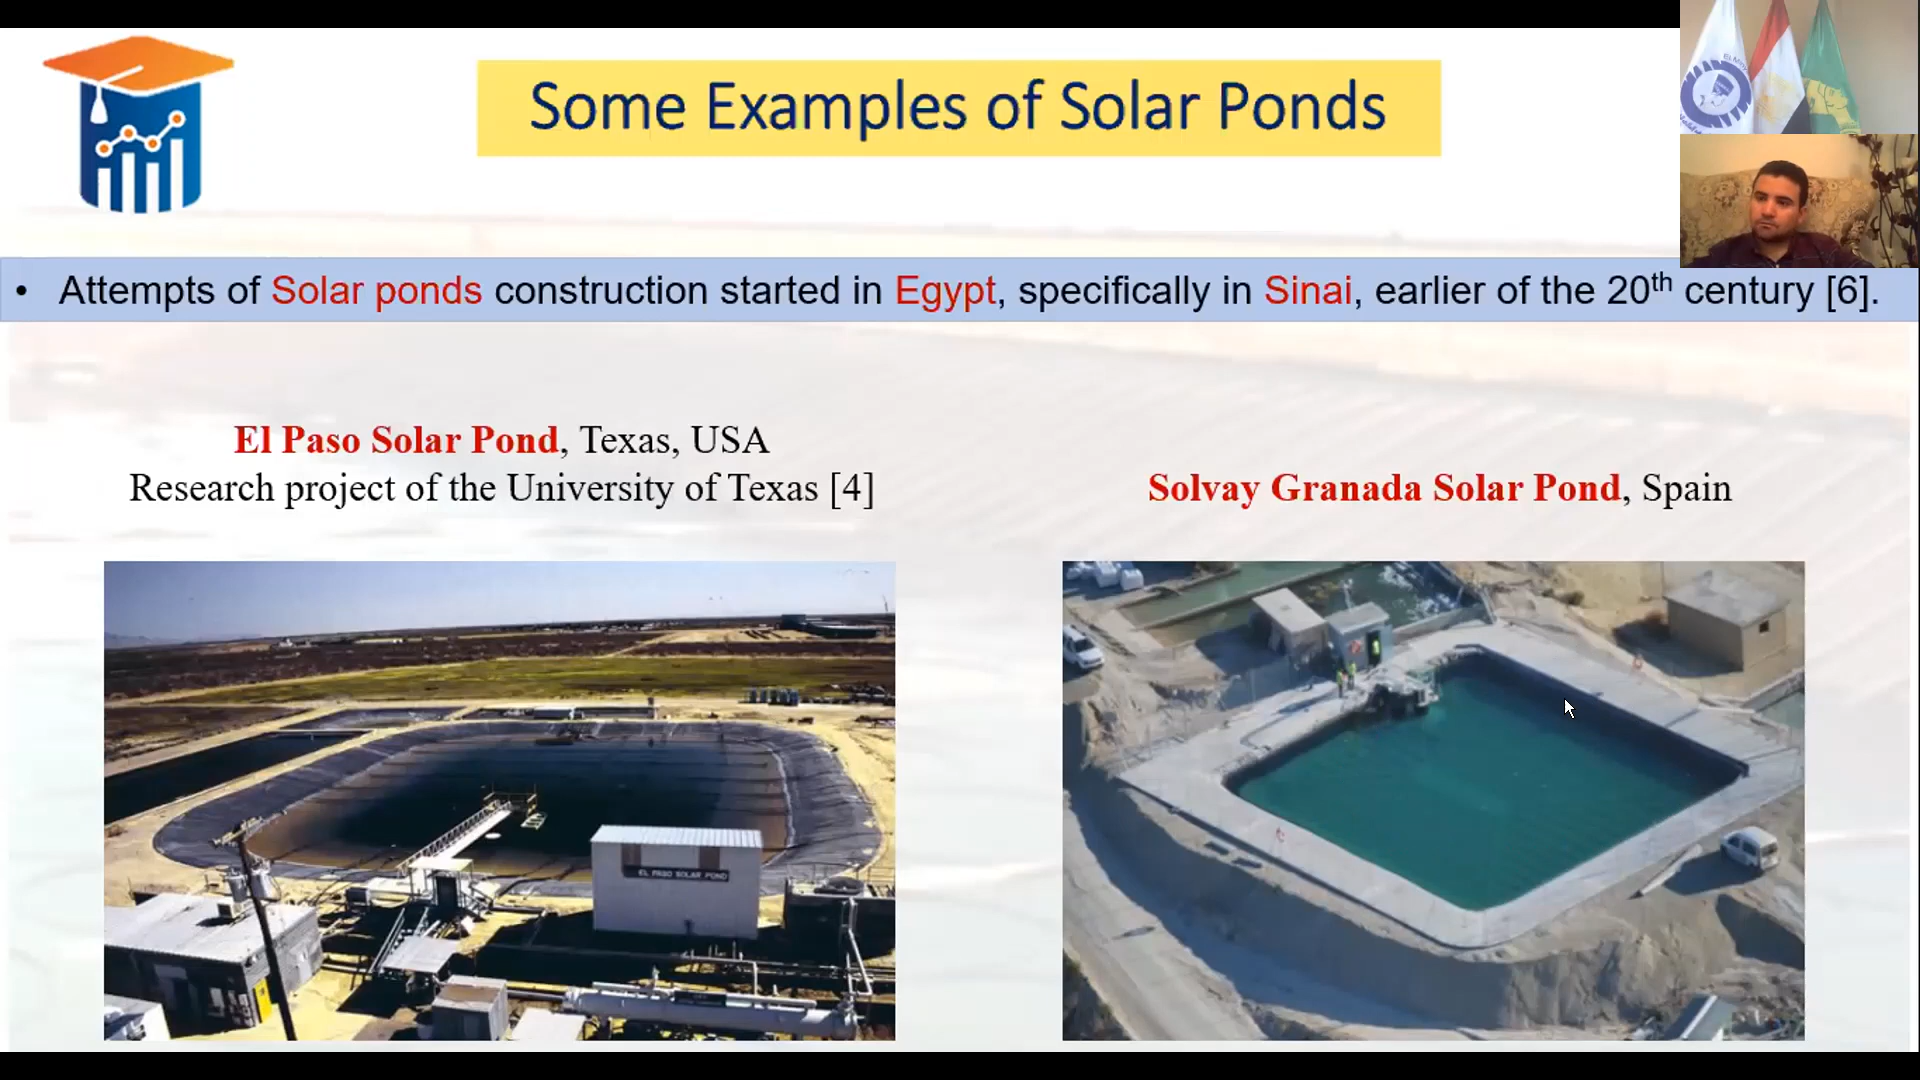 Some Examples of Solar Ponds
• Attempts of Solar ponds construction started in Egypt, specifically in Sinai, earlier of the 20th century [6].
El Paso Solar Pond, Texas, USA
Research project of the University of Texas [4]
Solvay Granada Solar Pond, Spain
EL PASO SOLAR POND